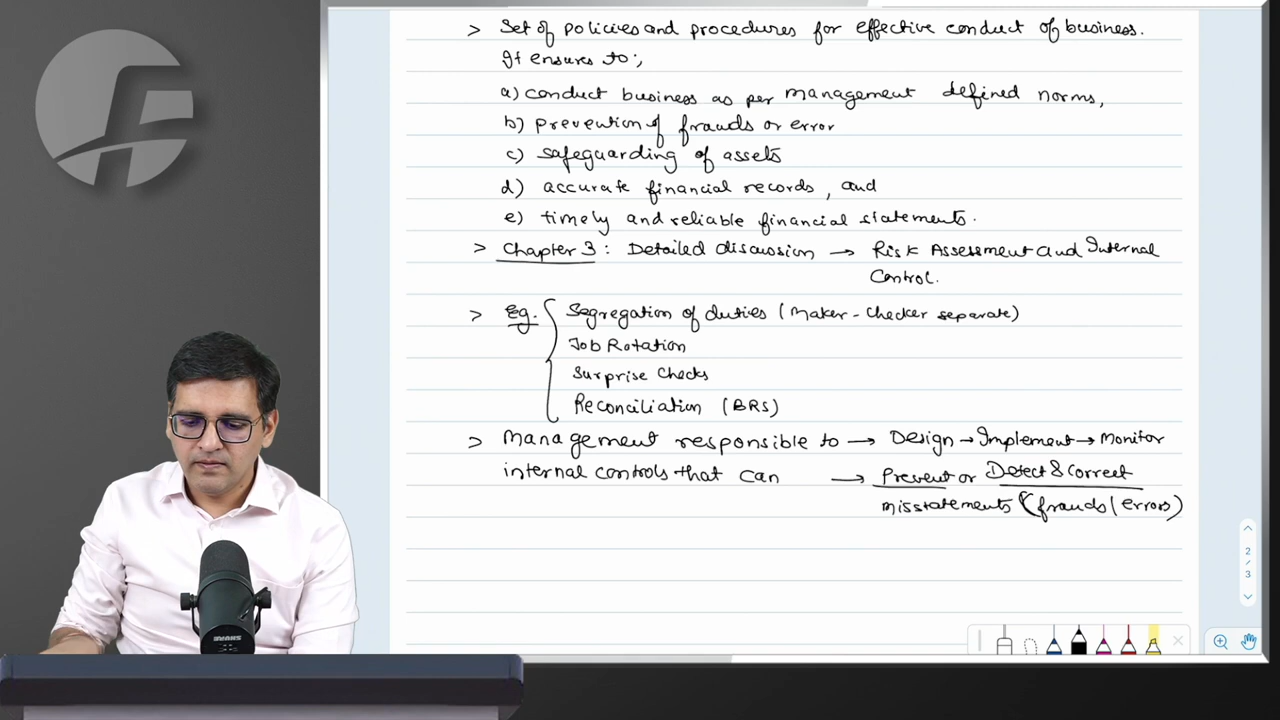 > Set of policies and procedures for effective conduct of business.
It ensures to;
a) conduct business as per management defined norms,
b) prevention of frauds or error
c) safeguarding of assets
d) accurate financial records, and
e) timely and reliable financial statements.
> Chapter 3 : Detailed discussion → Risk Assessment and Internal
Control.
> Eg. Segregation of duties (Maker-Checker separate)
Job Rotation
Surprise Checks
Reconciliation (BRS)
> Management responsible to → Design → Implement → Monitor
internal controls that can → Prevent or Detect & Correct
misstatements (frauds/errors)
2
/
3
SHURE